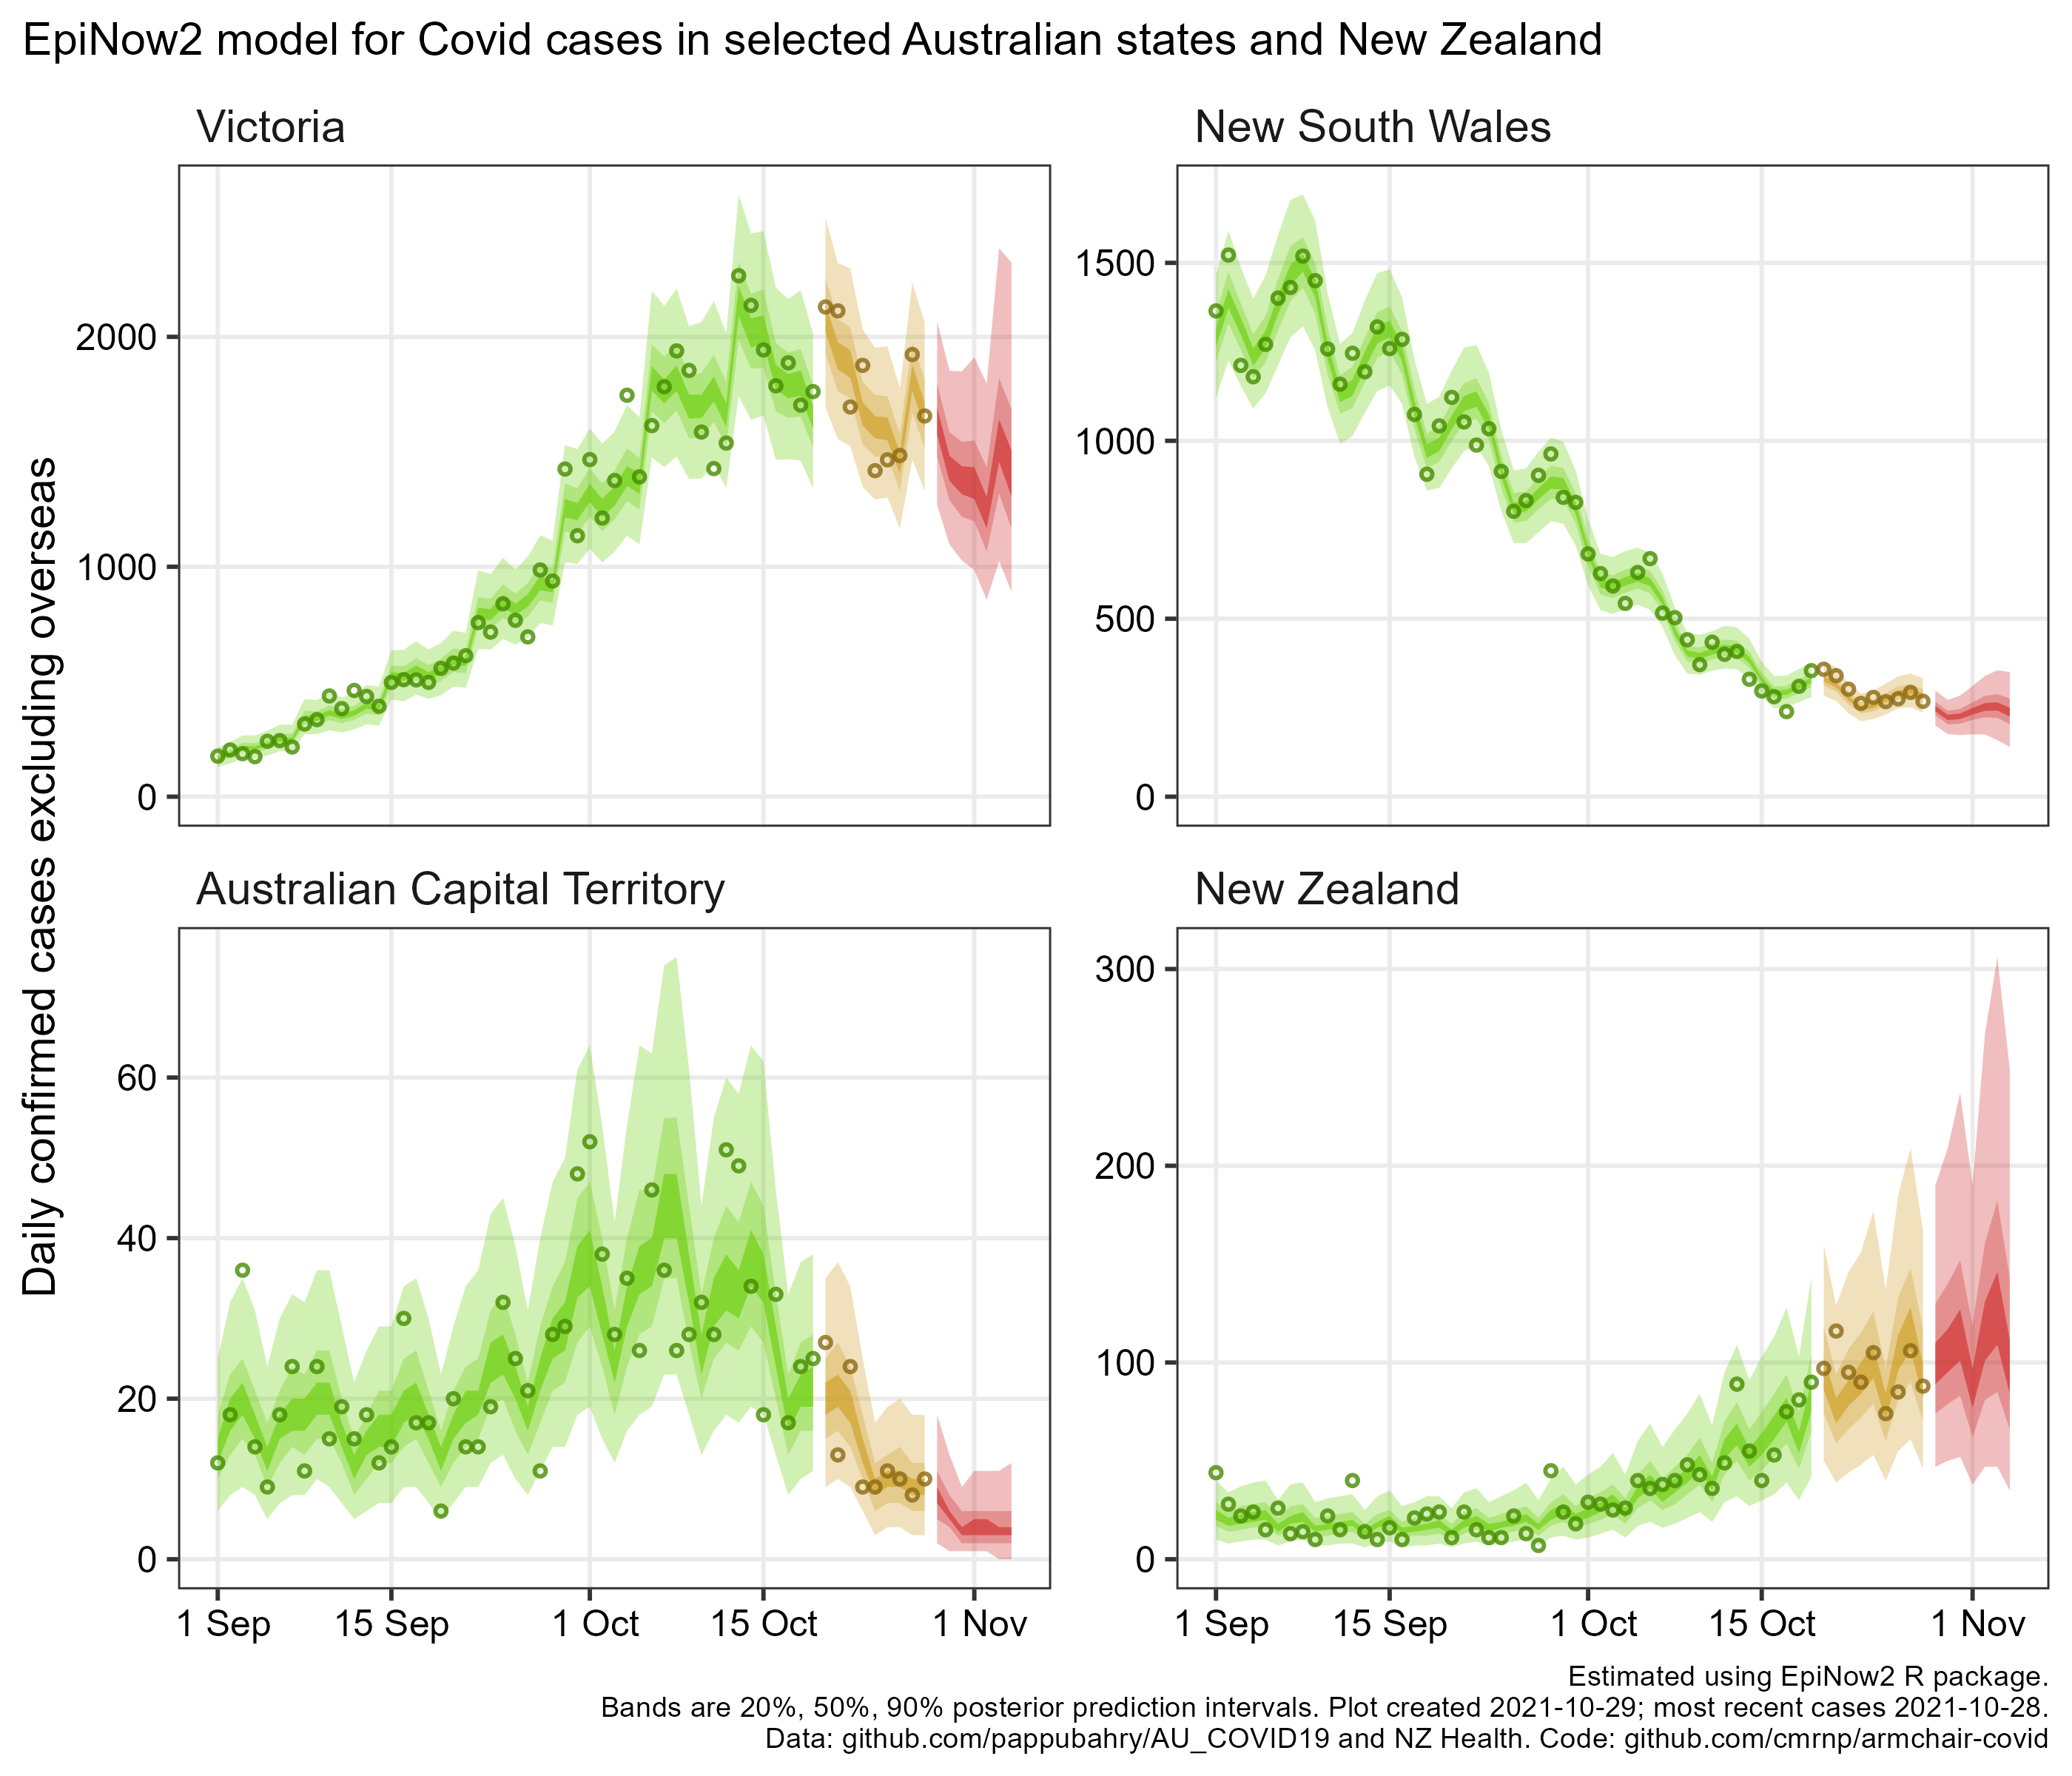 EpiNow2 model for Covid cases in selected Australian states and New Zealand
Daily confirmed cases excluding overseas
Victoria
2000
1000
0
New South Wales
1500
1000
500
0
Australian Capital Territory
60
40
20
0
1 Sep
15 Sep
1 Oct
15 Oct
1 Nov
New Zealand
300
200
100
0
1 Sep
15 Sep
1 Oct
15 Oct
1 Nov
Estimated using EpiNow2 R package.
Bands are 20%, 50%, 90% posterior prediction intervals. Plot created 2021-10-29; most recent cases 2021-10-28.
Data: github.com/pappubahry/AU_COVID19 and NZ Health. Code: github.com/cmrnp/armchair-covid